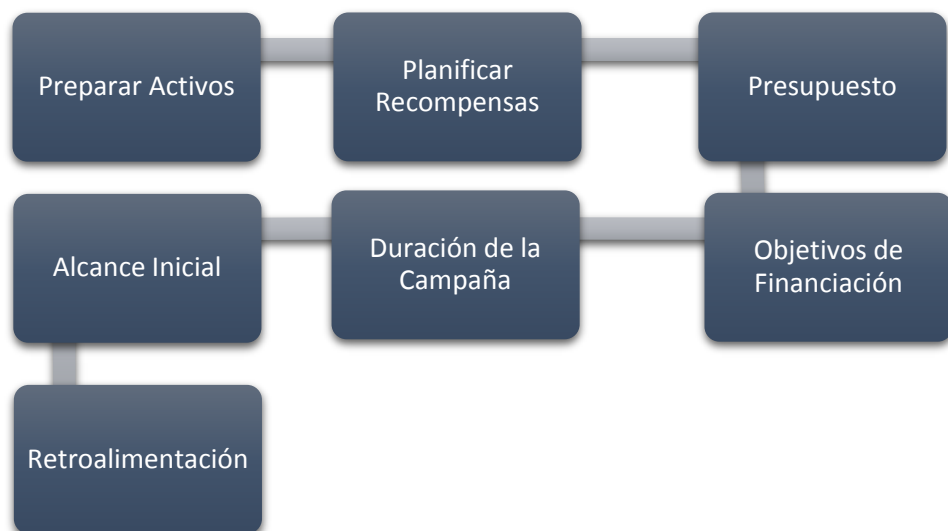 Preparar Activos
Planificar
Recompensas
Presupuesto
Alcance Inicial
Duración de la
Campaña
Objetivos de
Financiación
Retroalimentación